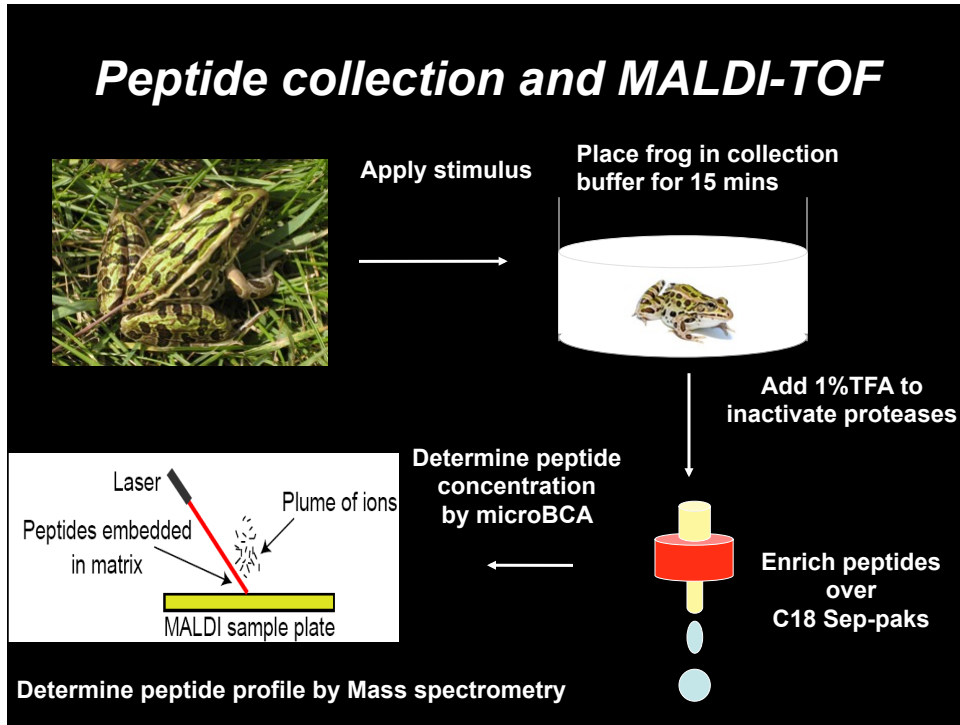 Peptide collection and MALDI-TOF
Apply stimulus
Place frog in collection
buffer for 15 mins
Add 1%TFA to
inactivate proteases
Enrich peptides
over
C18 Sep-paks
Determine peptide
concentration
by microBCA
Laser
Plume of ions
Peptides embedded
in matrix
MALDI sample plate
Determine peptide profile by Mass spectrometry